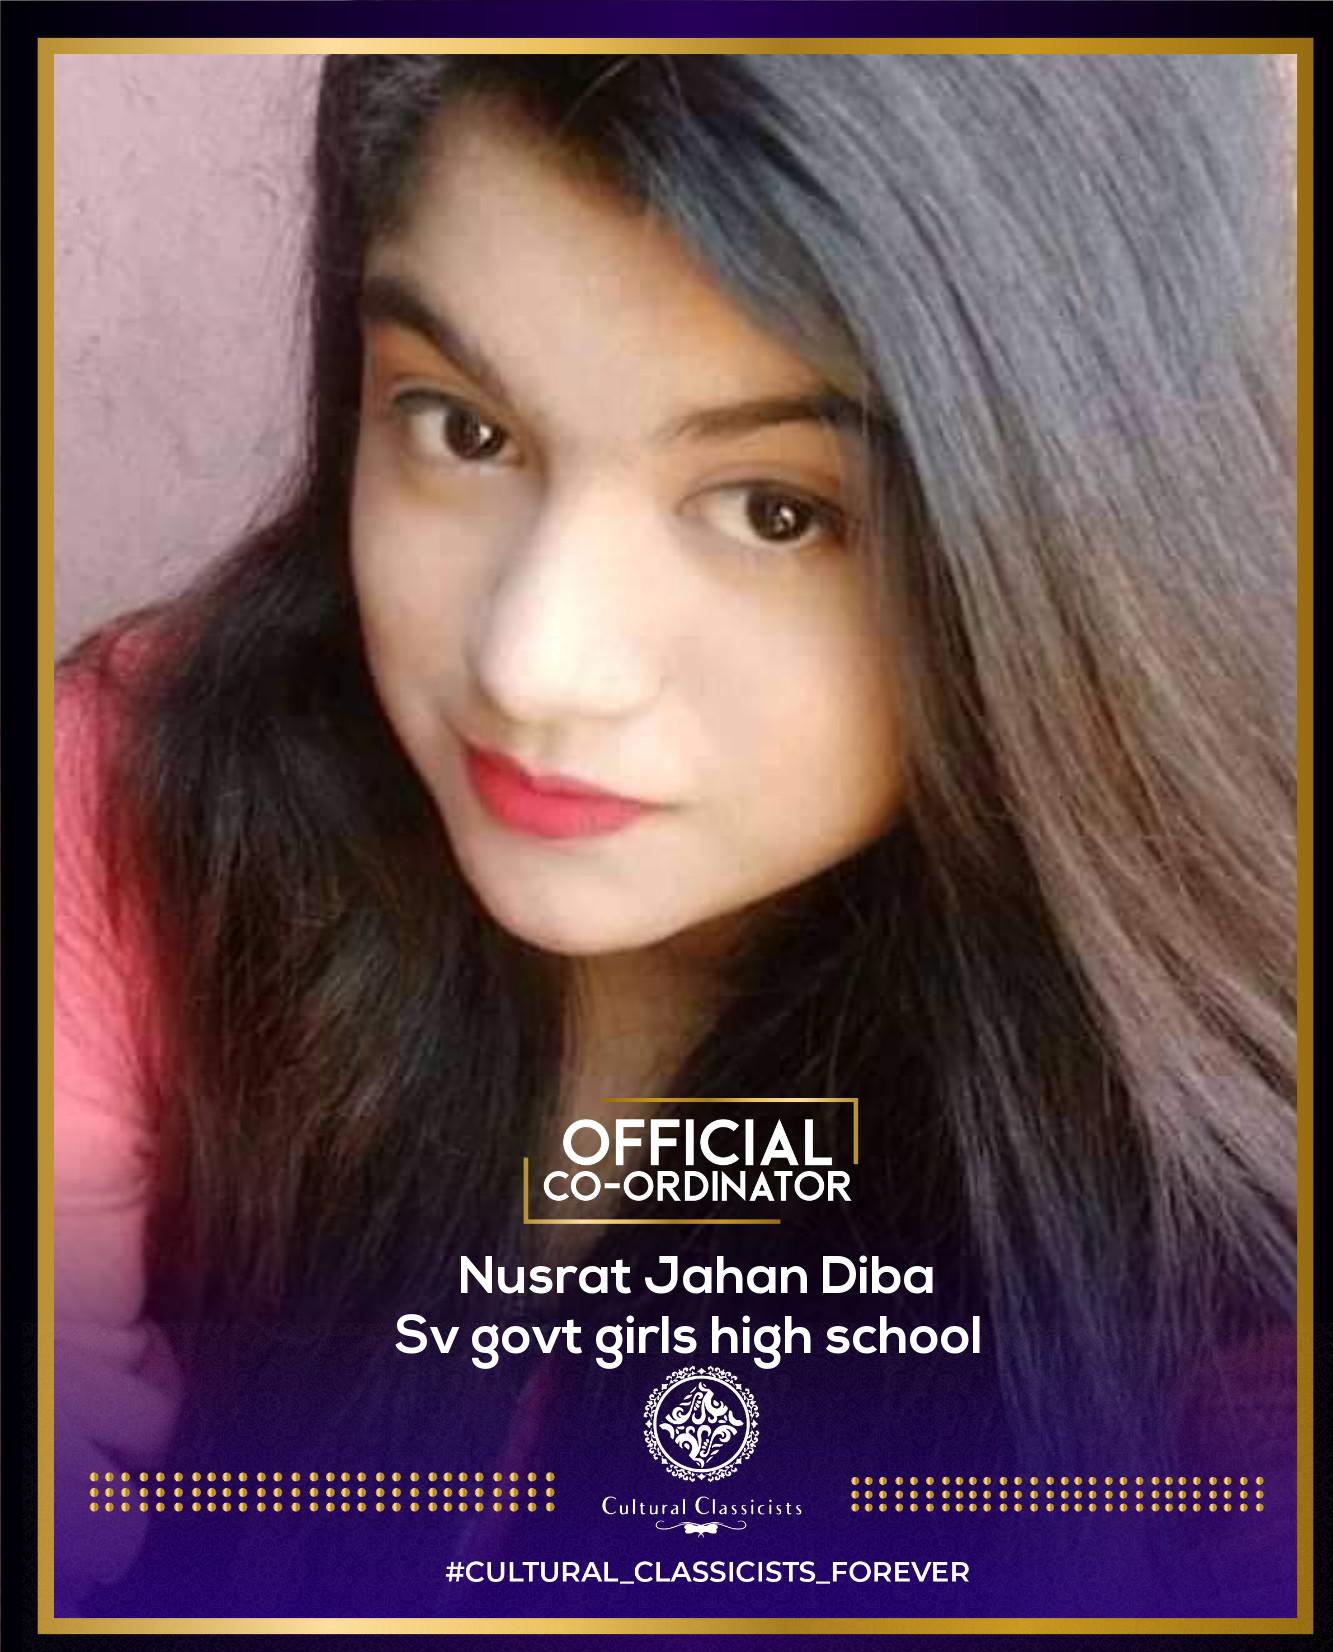 OFFICIAL
CO-ORDINATOR
Nusrat Jahan Diba
Sv govt girls high school
Cultural Classicists
#CULTURAL_CLASSICISTS_FOREVER